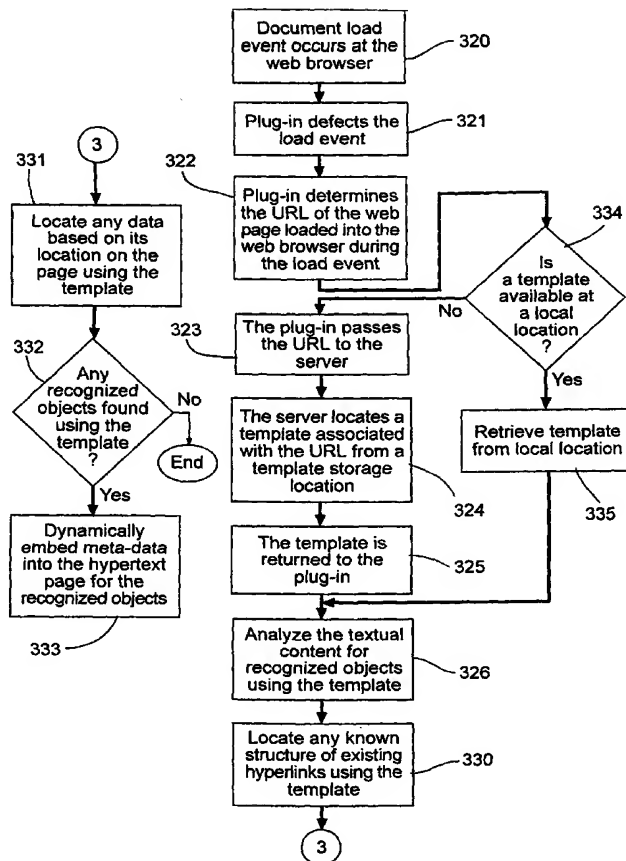 Document load
event occurs at the
web browser
320
Plug-in defects the
load event
321
322
Plug-in determines
the URL of the web
page loaded into the
web browser during
the load event
334
Is
a template
available at
a local
location
?
No
Yes
323
The plug-in passes
the URL to the
server
The server locates a
template associated
with the URL from a
template storage
location
324
Retrieve template
from local location
335
The template is
returned to the
plug-in
325
Analyze the textual
content for
recognized objects
using the template
326
Locate any known
structure of existing
hyperlinks using the
template
330
3
3
331
Locate any data
based on its
location on the
page using the
template
332
Any
recognized
objects found
using the
template
?
No
End
Yes
Dynamically
embed meta-data
into the hypertext
page for the
recognized objects
333